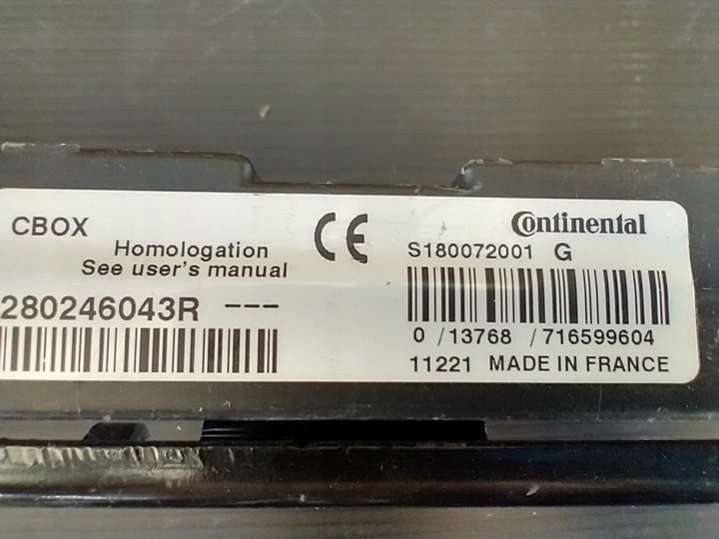 CBOX
Homologation
See user's manual
280246043R ---
CE
Continental
S180072001 G
0 / 13768 / 716599604
11221 MADE IN FRANCE